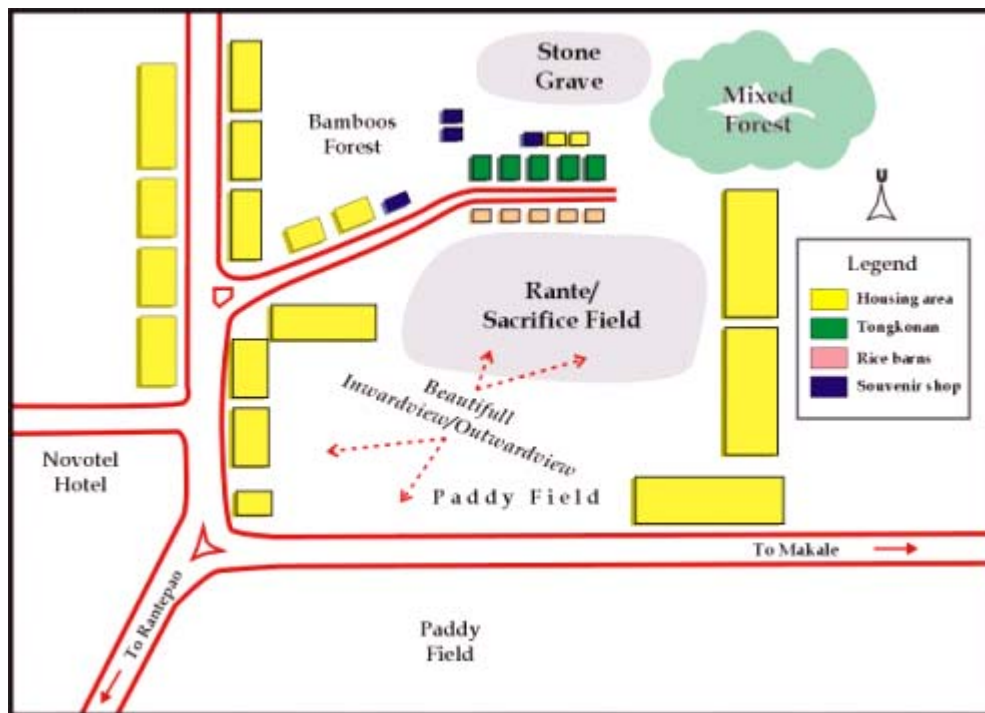 Stone
Grave
Mixed
Forest
Bamboos
Forest
U
Legend
Housing area
Tongkonan
Rice barns
Souvenir shop
Rante/
Sacrifice Field
Beautifull
Inwardview/Outwardview
Novotel
Hotel
Paddy Field
To Makale
To Rantepao
Paddy
Field